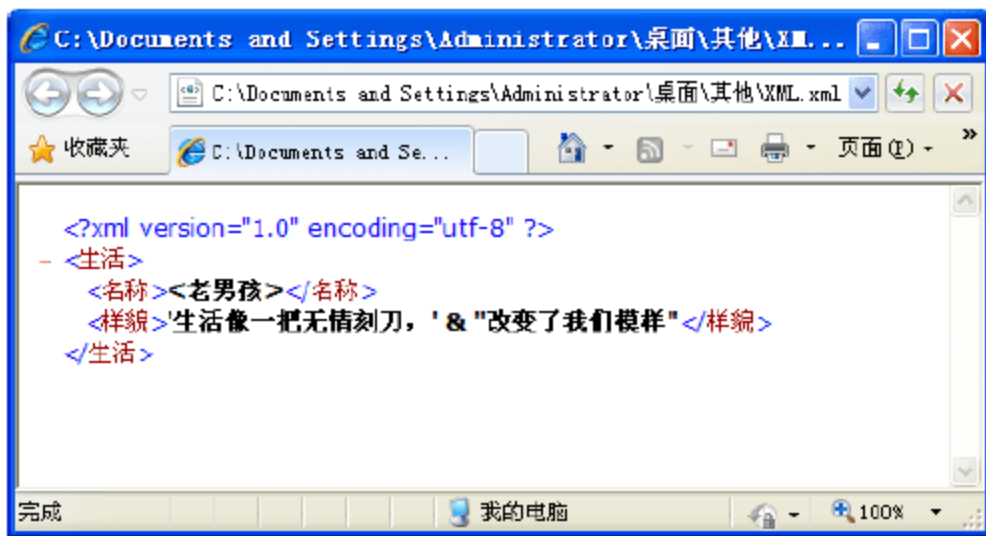 C:\Documents and Settings\Administrator\桌面\其他\XM...
C:\Documents and Settings\Administrator\桌面\其他\XML.xml
收藏夹 C:\Documents and Se... 页面(P) »
<?xml version="1.0" encoding="utf-8" ?>
- <生活>
<名称><老男孩></名称>
<样貌>'生活像一把无情刻刀，' & "改变了我们模样"</样貌>
</生活>
完成 我的电脑 100%